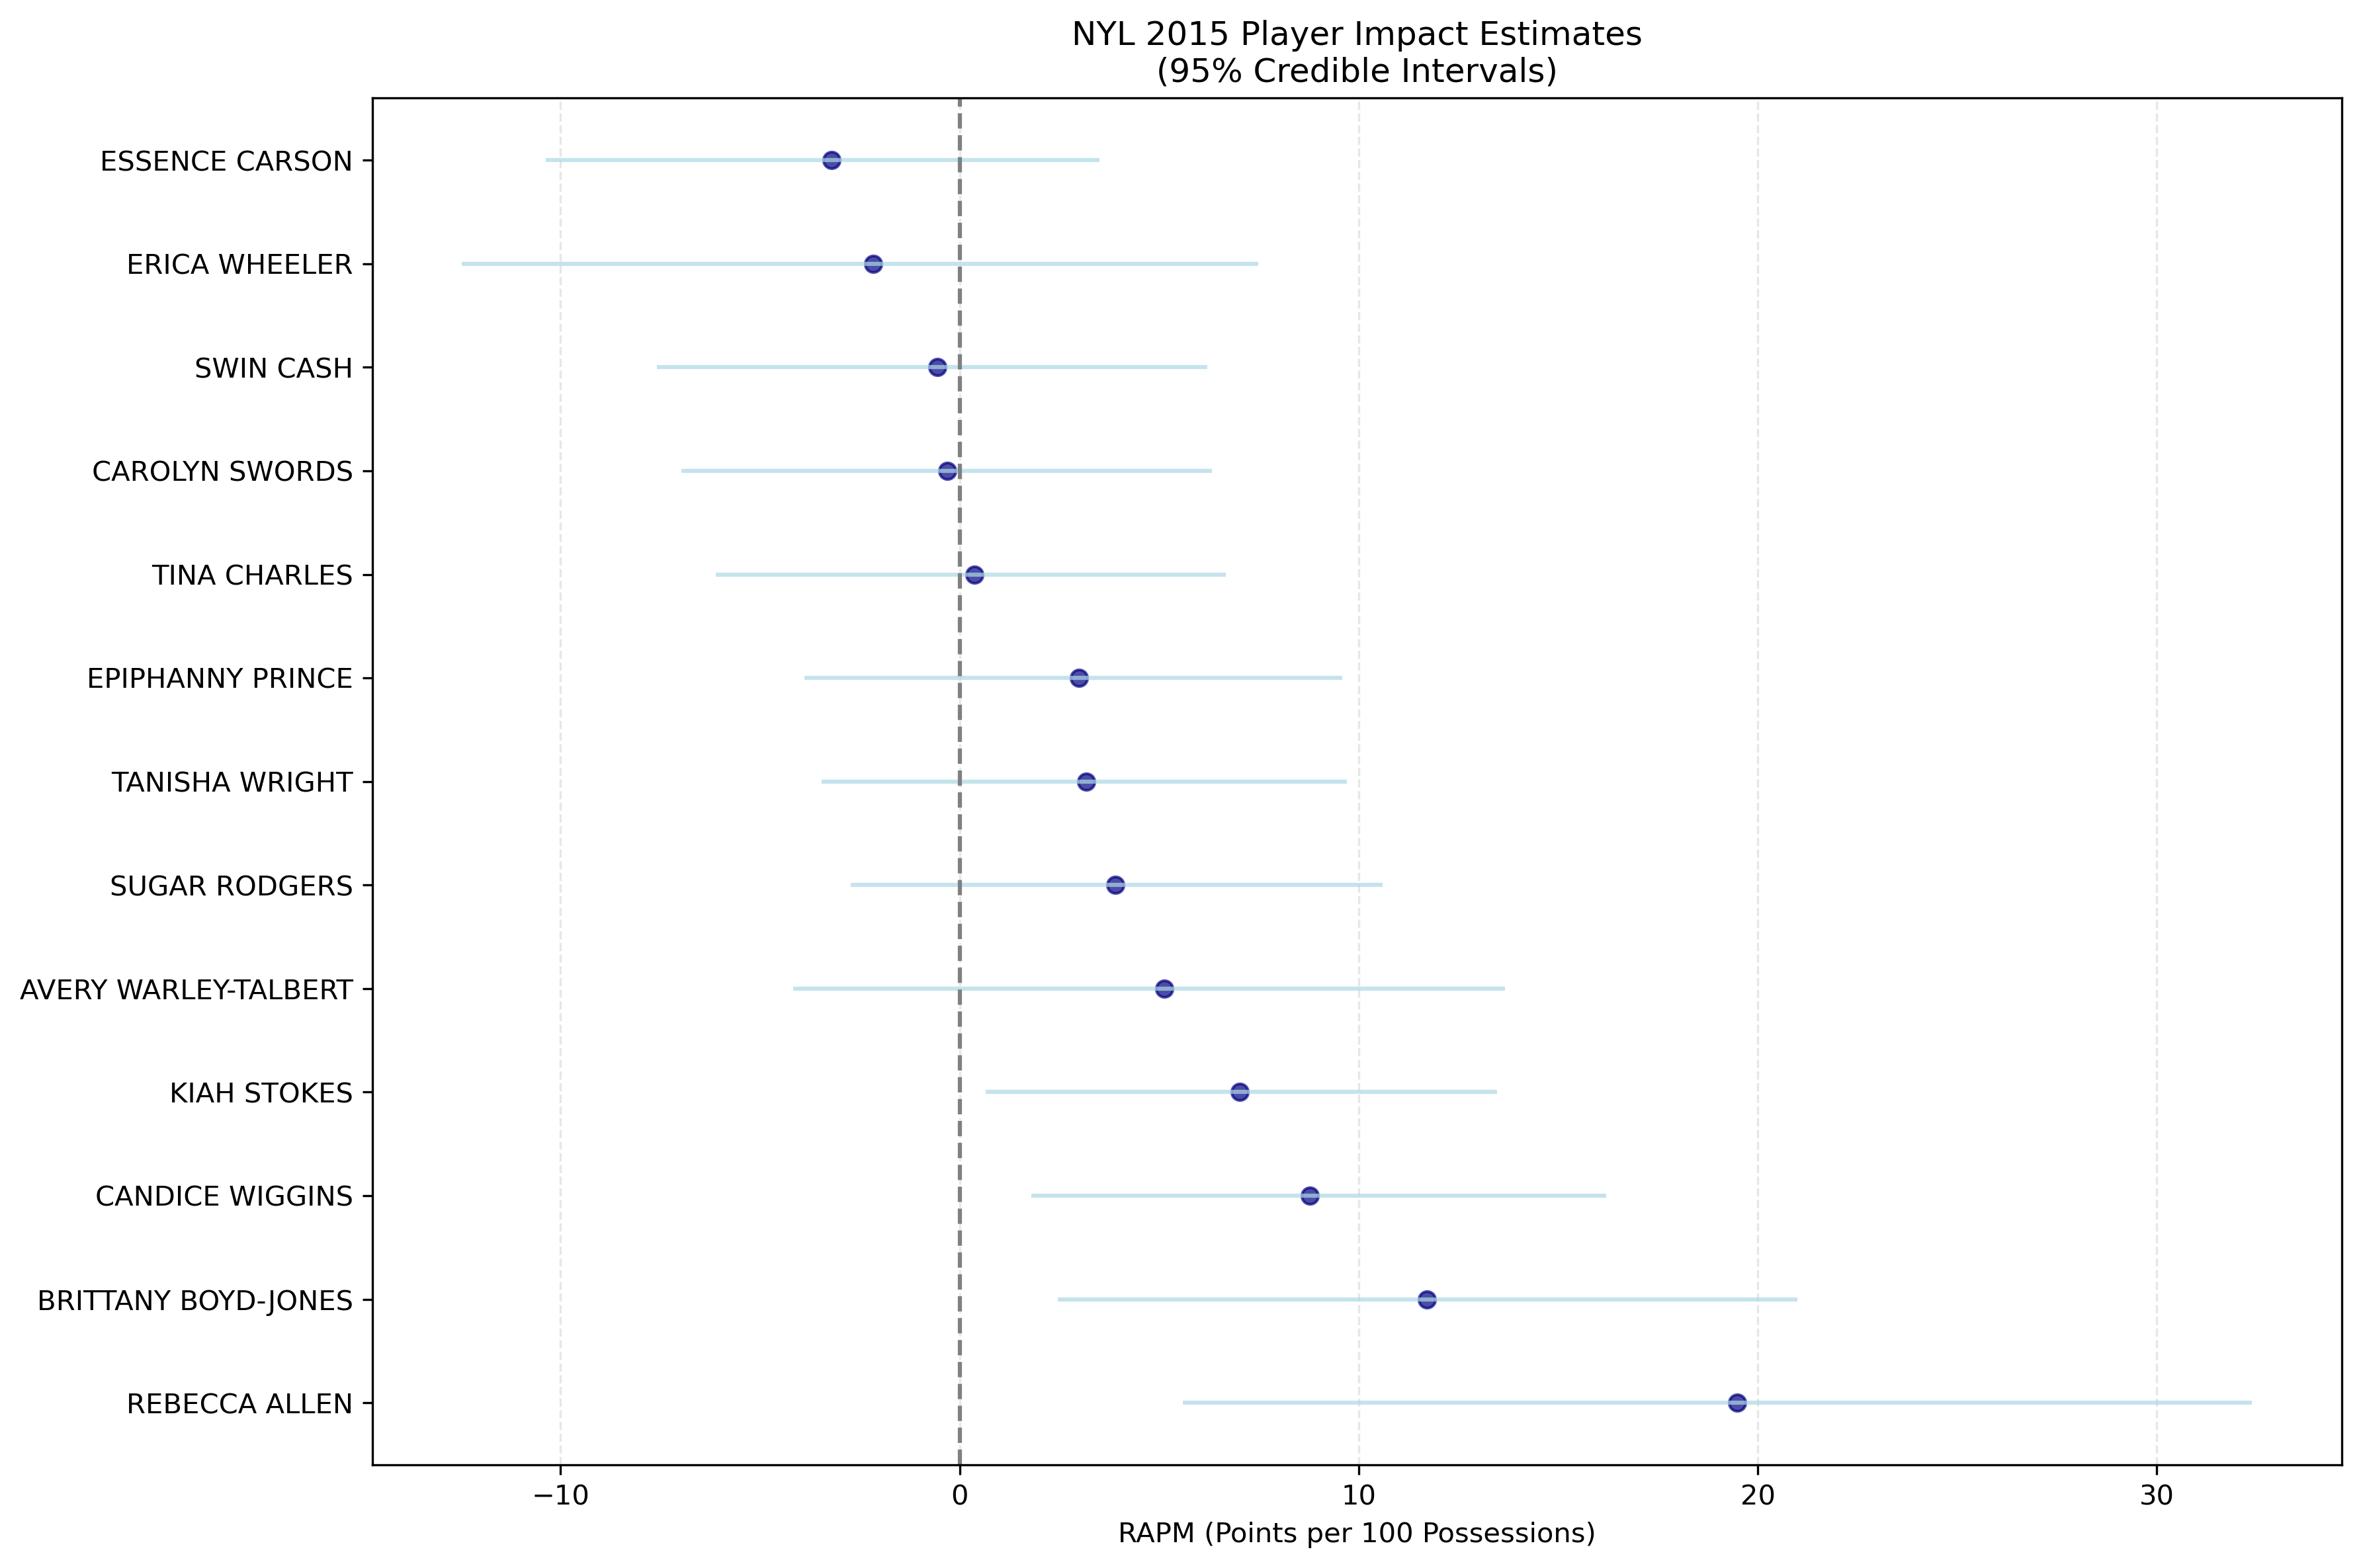 NYL 2015 Player Impact Estimates
(95% Credible Intervals)
ESSENCE CARSON
ERICA WHEELER
SWIN CASH
CAROLYN SWORDS
TINA CHARLES
EPIPHANNY PRINCE
TANISHA WRIGHT
SUGAR RODGERS
AVERY WARLEY-TALBERT
KIAH STOKES
CANDICE WIGGINS
BRITTANY BOYD-JONES
REBECCA ALLEN
−10 0 10 20 30
RAPM (Points per 100 Possessions)